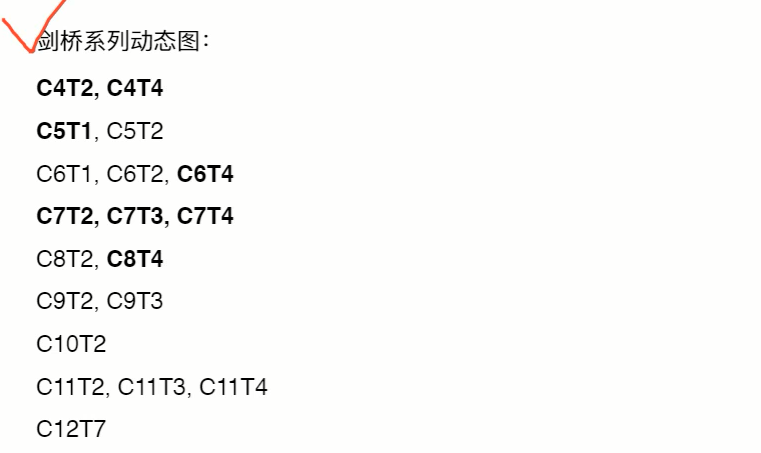 剑桥系列动态图：
C4T2, C4T4
C5T1, C5T2
C6T1, C6T2, C6T4
C7T2, C7T3, C7T4
C8T2, C8T4
C9T2, C9T3
C10T2
C11T2, C11T3, C11T4
C12T7